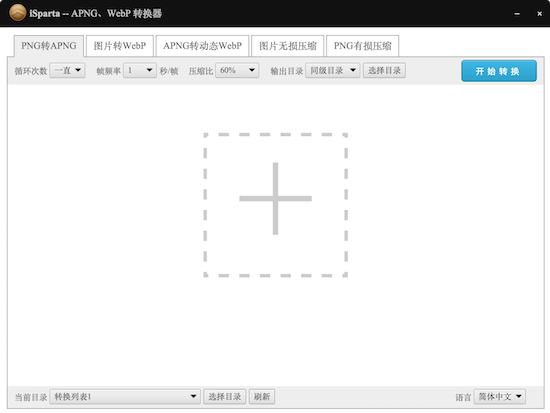 iSparta -- APNG、WebP 转换器
PNG转APNG 图片转WebP APNG转动态WebP 图片无损压缩 PNG有损压缩
循环次数 一直 帧频率 1 秒/帧 压缩比 60% 输出目录 同级目录 选择目录 开始转换
当前目录 转换列表1 选择目录 刷新 语言 简体中文